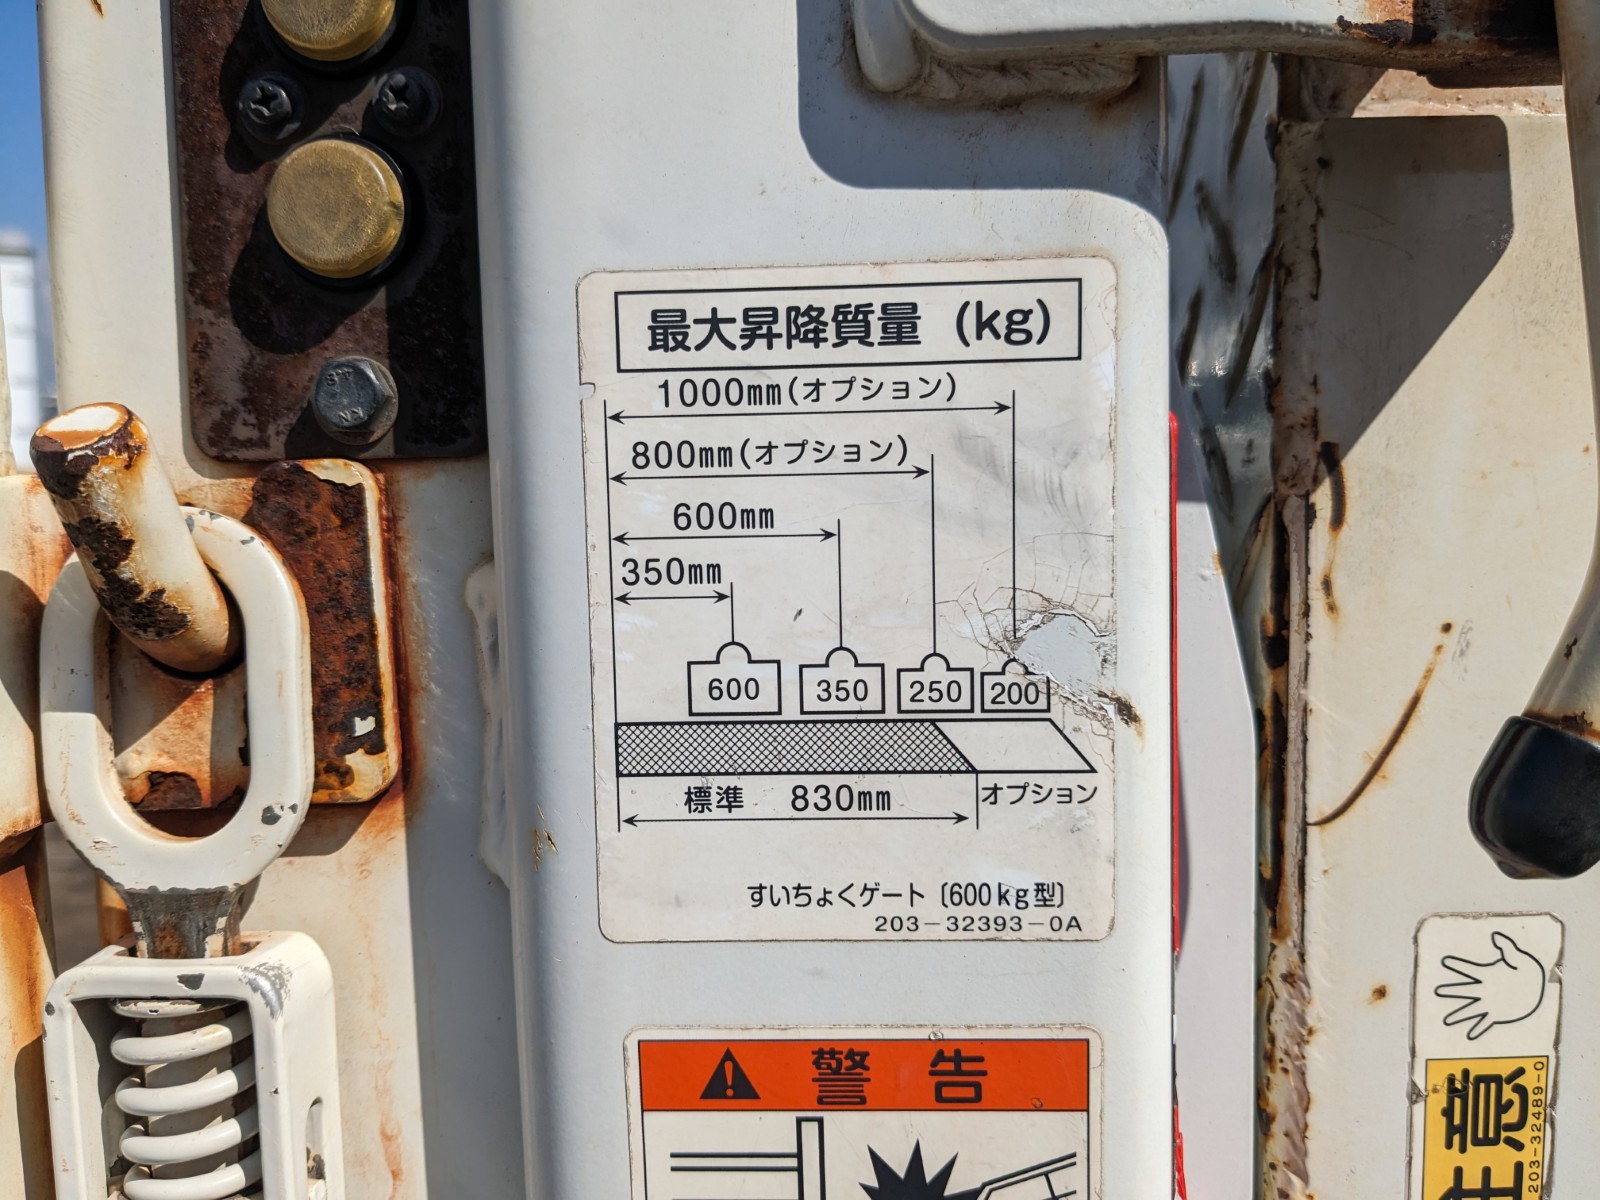 最大昇降質量 (kg)
1000mm(オプション)
800mm(オプション)
600mm
350mm
600 350 250 200
標準 830mm オプション
すいちょくゲート〔600kg型〕
203-32393-0A
警告
注意
203-32489-0